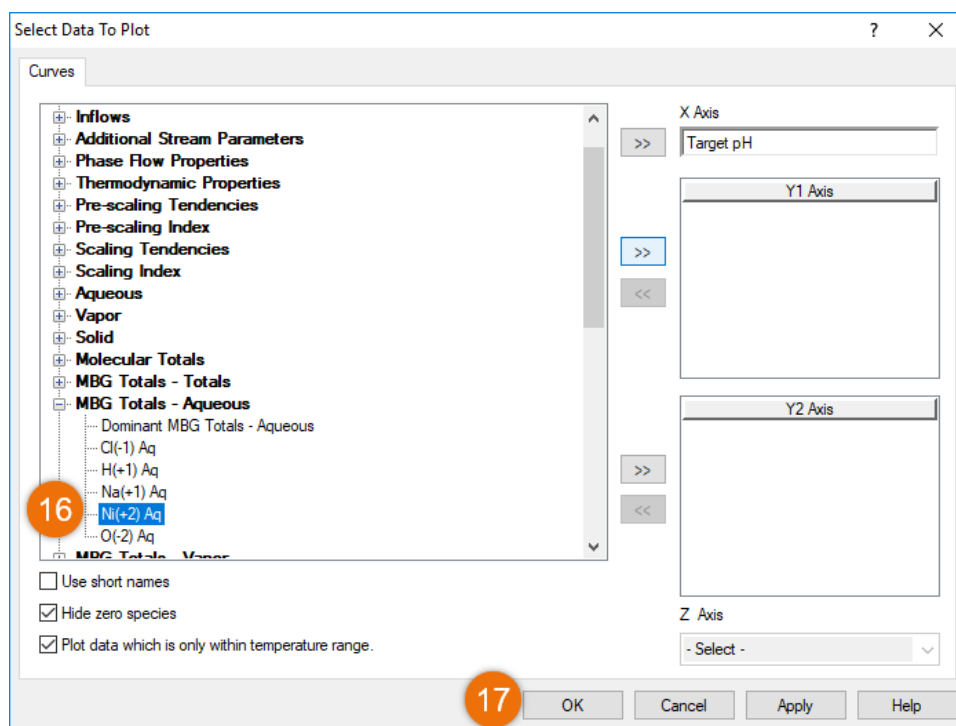 Select Data To Plot
?
Curves
Inflows
Additional Stream Parameters
Phase Flow Properties
Thermodynamic Properties
Pre-scaling Tendencies
Pre-scaling Index
Scaling Tendencies
Scaling Index
Aqueous
Vapor
Solid
Molecular Totals
MBG Totals - Totals
MBG Totals - Aqueous
Dominant MBG Totals - Aqueous
Cl(-1) Aq
H(+1) Aq
Na(+1) Aq
16
Ni(+2) Aq
O(-2) Aq
MBG Totals - Vapor
Use short names
Hide zero species
Plot data which is only within temperature range.
X Axis
>>
Target pH
Y1 Axis
>>
<<
Y2 Axis
>>
<<
Z Axis
- Select -
17
OK
Cancel
Apply
Help